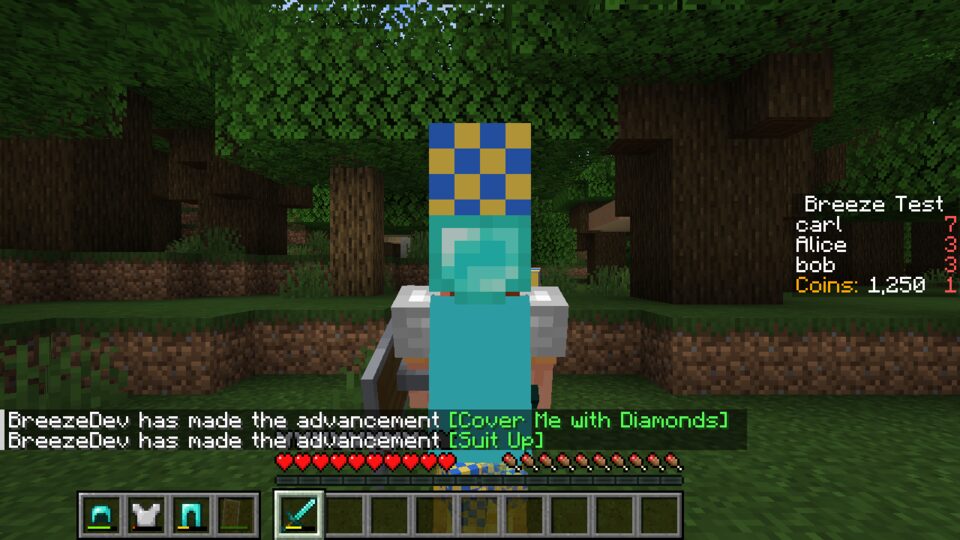 Breeze Test
carl 7
Alice 3
bob 3
Coins: 1,250 1
BreezeDev has made the advancement [Cover Me with Diamonds]
BreezeDev has made the advancement [Suit Up]